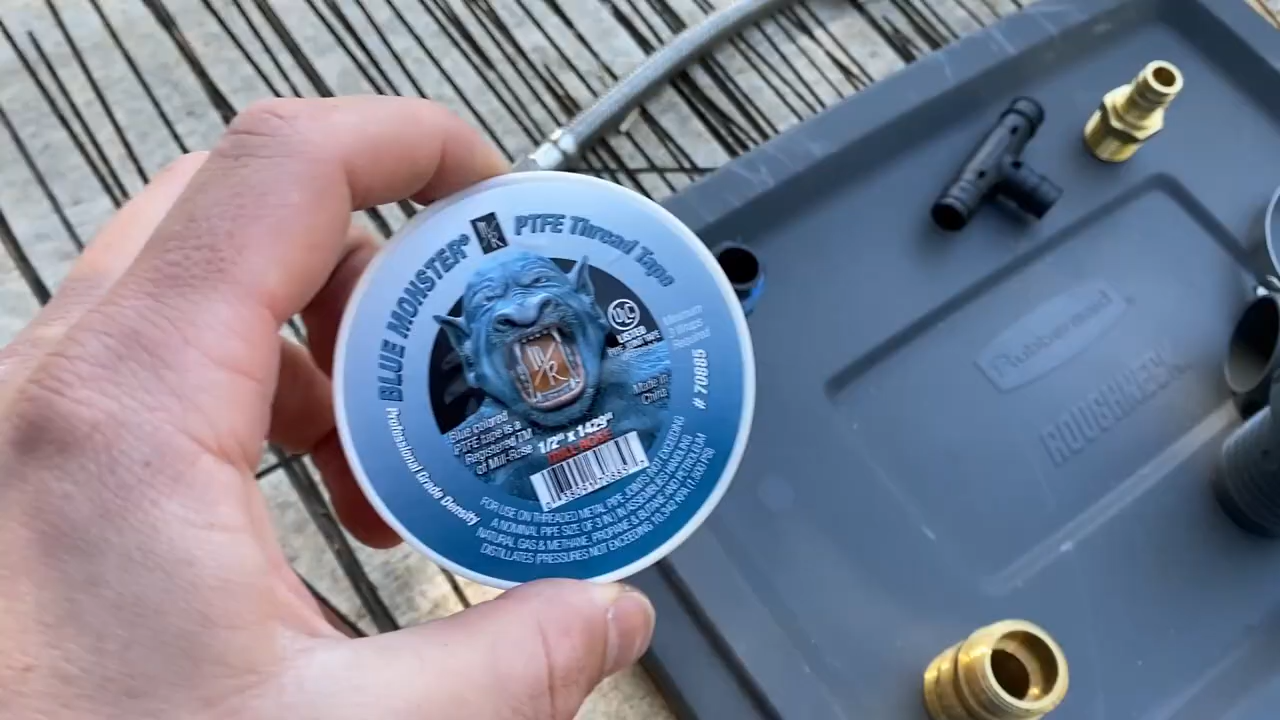 BLUE MONSTER® M/R PTFE Thread Tape
M/R
LISTED
Minimum
3 Wraps
Required
Made in
China
# 70885
Professional Grade Density
Blue colored
PTFE tape is a
Registered TM
of Mill-Rose
1/2" x 1429"
MILL-ROSE
FOR USE ON THREADED METAL PIPE JOINTS NOT EXCEEDING
A NOMINAL PIPE SIZE OF 3 IN.) IN ASSEMBLIES HANDLING
NATURAL GAS & METHANE, PROPANE & BUTANE AND PETROLEUM
DISTILLATES (PRESSURES NOT EXCEEDING 10,342 KPA (1,500 PSI)
Rubbermaid
ROUGHNECK